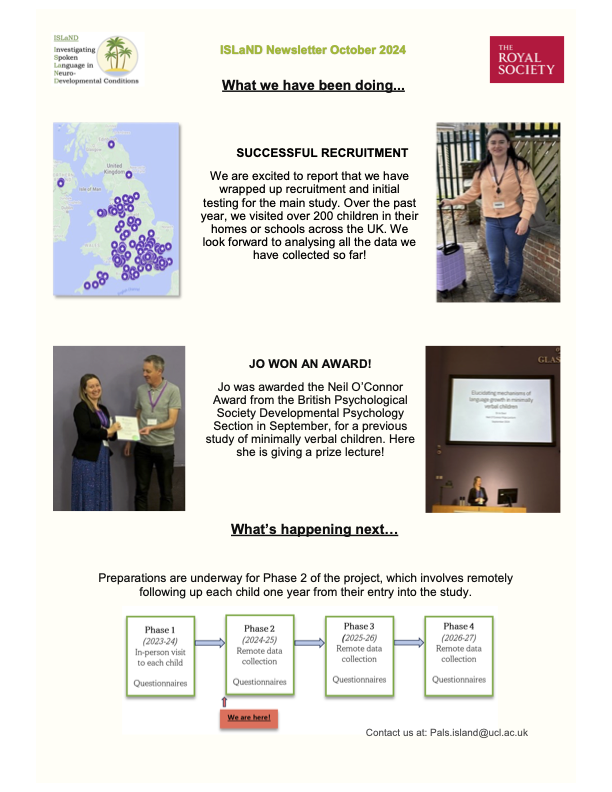 ISLaND
Investigating
Spoken
Language in
Neuro-
Developmental Conditions
ISLaND Newsletter October 2024
THE
ROYAL
SOCIETY
What we have been doing...
United
Kingdom
Isle of Man
SUCCESSFUL RECRUITMENT
We are excited to report that we have
wrapped up recruitment and initial
testing for the main study. Over the past
year, we visited over 200 children in their
homes or schools across the UK. We
look forward to analysing all the data we
have collected so far!
JO WON AN AWARD!
Jo was awarded the Neil O’Connor
Award from the British Psychological
Society Developmental Psychology
Section in September, for a previous
study of minimally verbal children. Here
she is giving a prize lecture!
GLAS
Elucidating mechanisms of
language growth in minimally
verbal children
What’s happening next…
Preparations are underway for Phase 2 of the project, which involves remotely
following up each child one year from their entry into the study.
Phase 1
(2023-24)
In-person visit
to each child
Questionnaires
Phase 2
(2024-25)
Remote data
collection
Questionnaires
Phase 3
(2025-26)
Remote data
collection
Questionnaires
Phase 4
(2026-27)
Remote data
collection
Questionnaires
We are here!
Contact us at: Pals.island@ucl.ac.uk